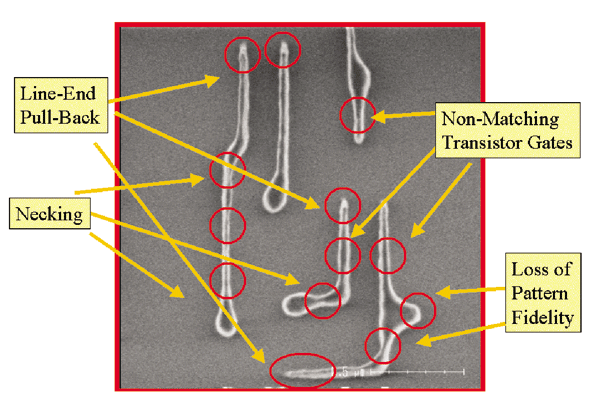 Line-End
Pull-Back
Non-Matching
Transistor Gates
Necking
Loss of
Pattern
Fidelity